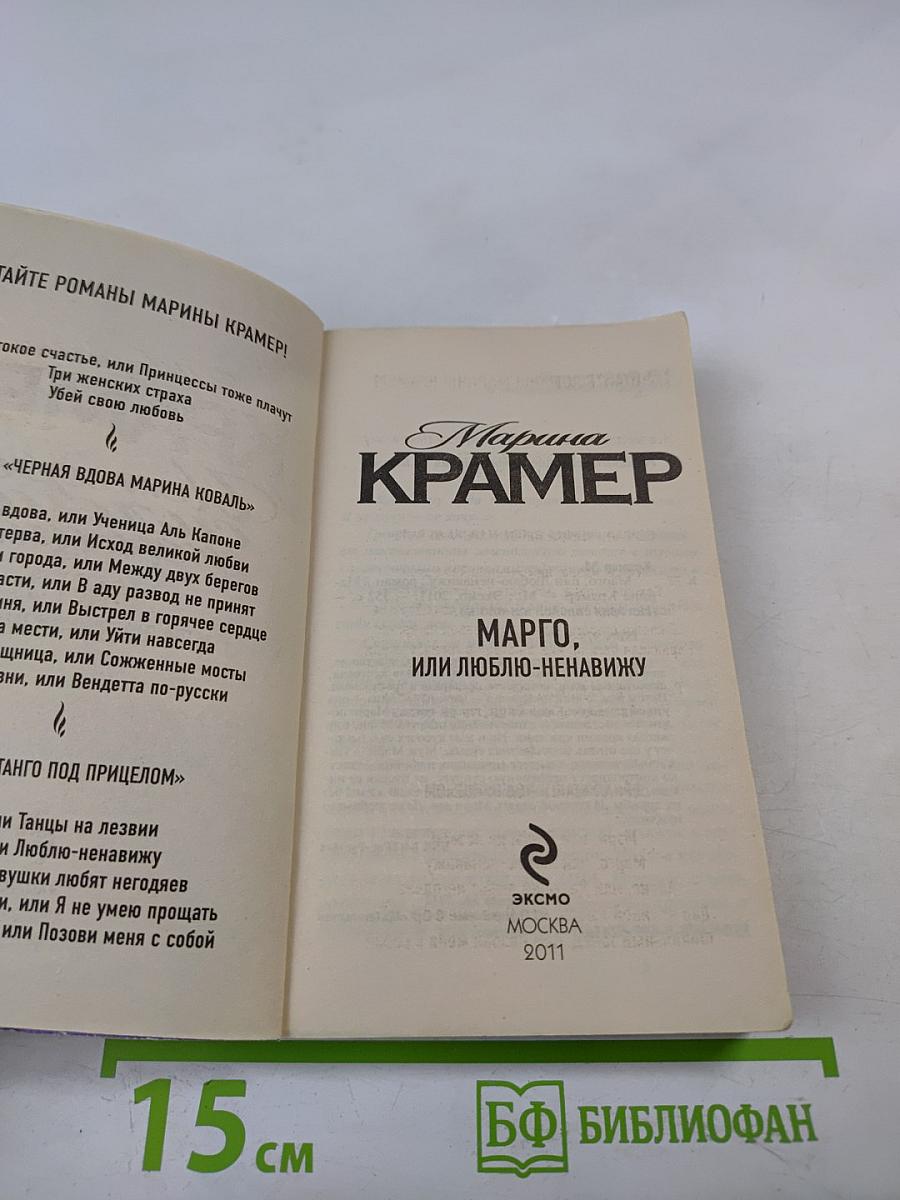 ТАЙТЕ РОМАНЫ МАРИНЫ КРАМЕР!
токое счастье, или Принцессы тоже плачут
Три женских страха
Убей свою любовь
«ЧЕРНАЯ ВДОВА МАРИНА КОВАЛЬ»
вдова, или Ученица Аль Капоне
терва, или Исход великой любви
и города, или Между двух берегов
асти, или В аду развод не принят
иня, или Выстрел в горячее сердце
а мести, или Уйти навсегда
щница, или Сожженные мосты
зни, или Вендетта по-русски
ТАНГО ПОД ПРИЦЕЛОМ»
ли Танцы на лезвии
и Люблю-ненавижу
вушки любят негодяев
и, или Я не умею прощать
или Позови меня с собой
Марина
КРАМЕР
МАРГО,
ИЛИ ЛЮБЛЮ-НЕНАВИЖУ
ЭКСМО
МОСКВА
2011
15 см
БФ БИБЛИОФАН